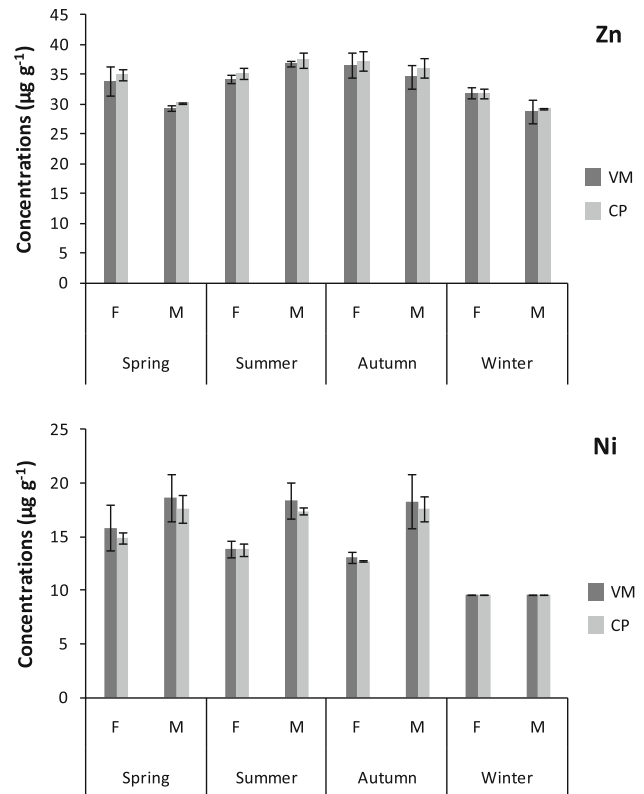 Zn
Concentrations (µg g⁻¹)
45
40
35
30
25
20
15
10
5
0
F M F M F M F M
Spring Summer Autumn Winter
VM
CP
Ni
Concentrations (µg g⁻¹)
25
20
15
10
5
0
F M F M F M F M
Spring Summer Autumn Winter
VM
CP